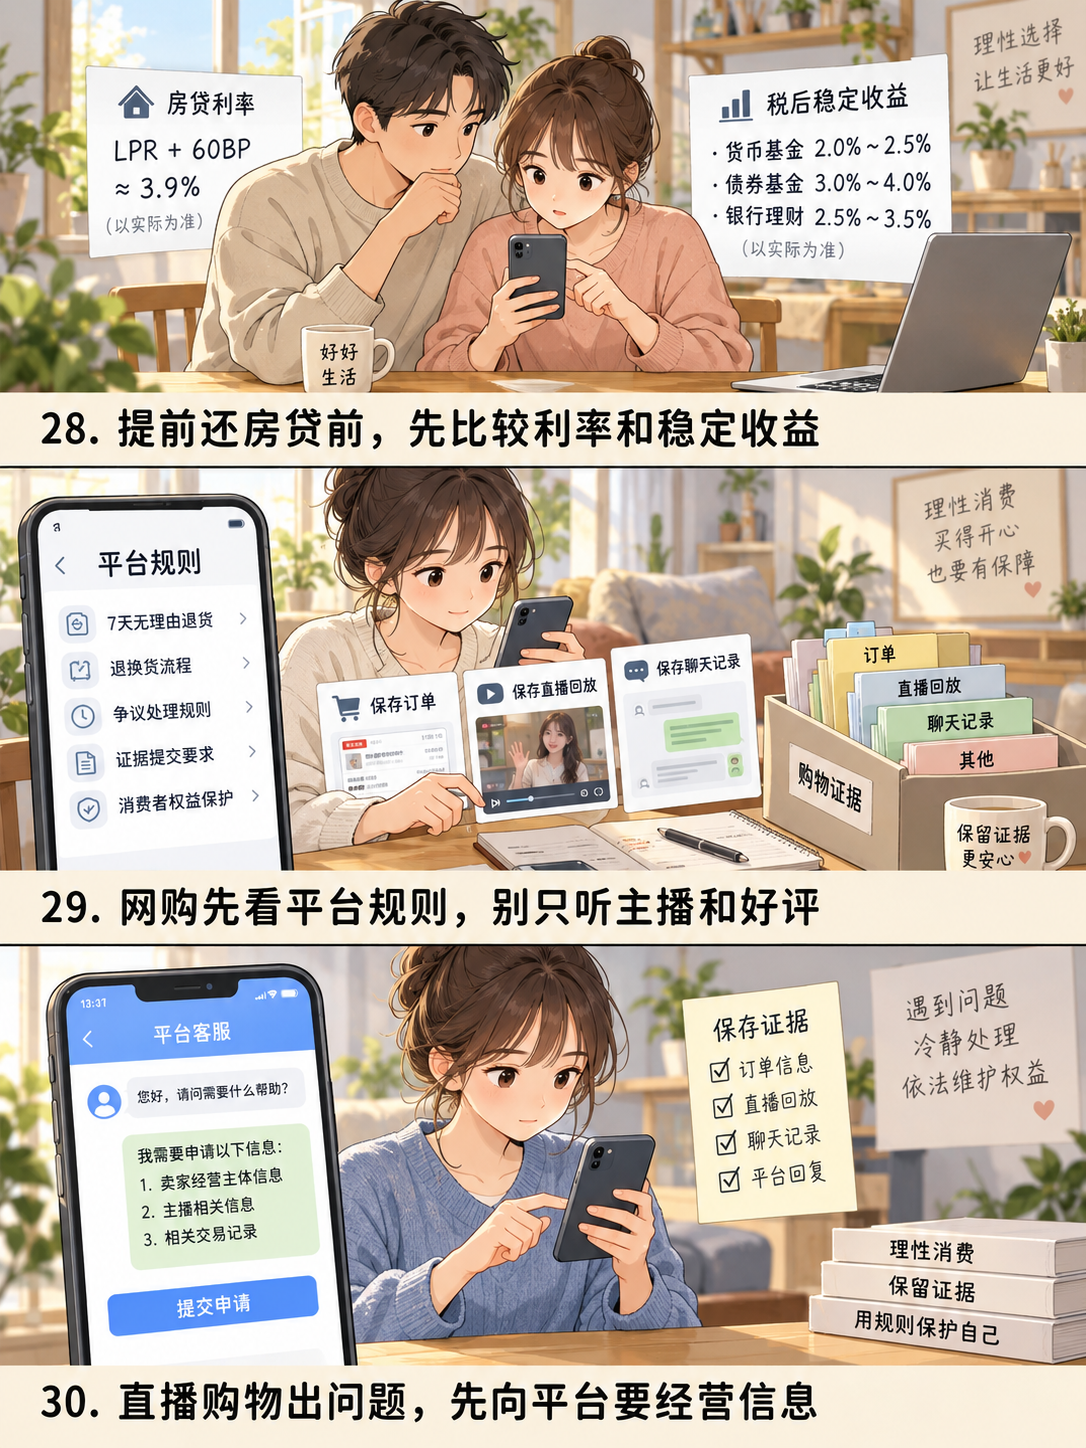 房贷利率
LPR + 60BP
≈ 3.9%
(以实际为准)
税后稳定收益
· 货币基金 2.0%~2.5%
· 债券基金 3.0%~4.0%
· 银行理财 2.5%~3.5%
(以实际为准)
理性选择
让生活更好
好好
生活
28. 提前还房贷前，先比较利率和稳定收益
平台规则
7天无理由退货
退换货流程
争议处理规则
证据提交要求
消费者权益保护
保存订单
保存直播回放
保存聊天记录
理性消费
买得开心
也要有保障
订单
直播回放
聊天记录
其他
购物证据
保留证据
更安心
29. 网购先看平台规则，别只听主播和好评
13:37
平台客服
您好，请问需要什么帮助?
我需要申请以下信息：
1. 卖家经营主体信息
2. 主播相关信息
3. 相关交易记录
提交申请
保存证据
订单信息
直播回放
聊天记录
平台回复
遇到问题
冷静处理
依法维护权益
理性消费
保留证据
用规则保护自己
30. 直播购物出问题，先向平台要经营信息